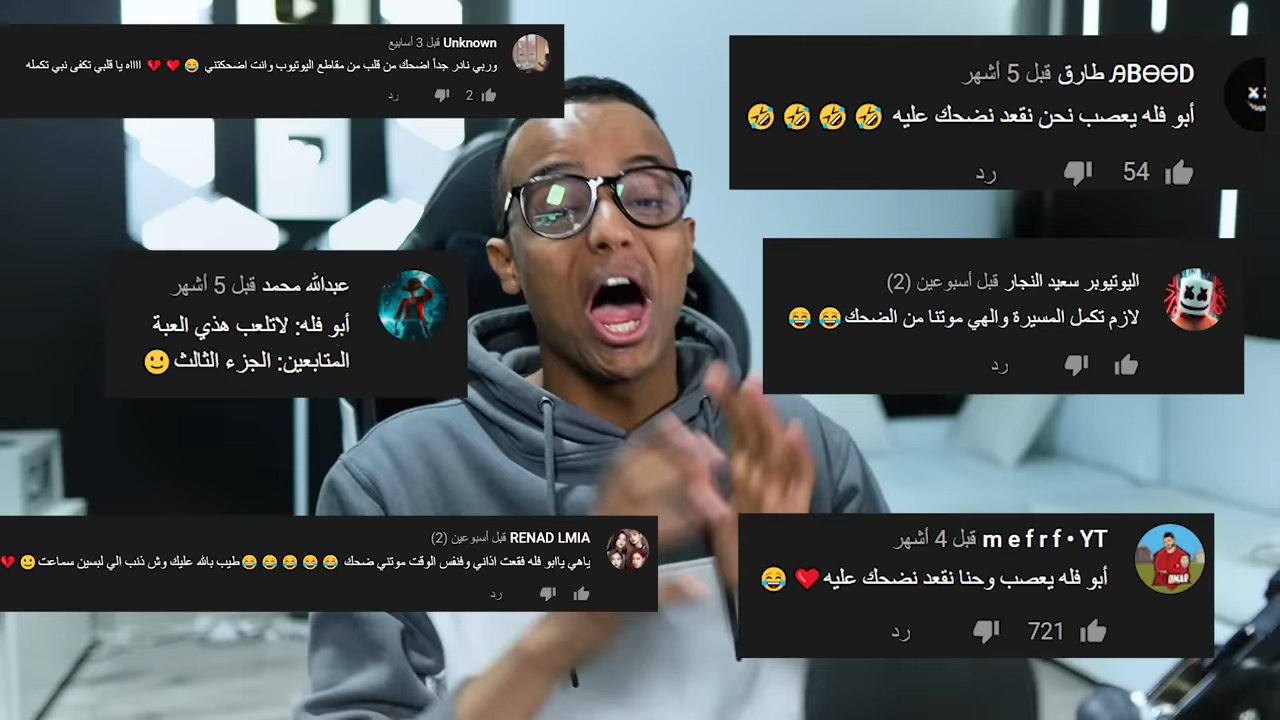 Unknown قبل 3 أسابيع
وربي نادر جداً اضحك من قلب من مقاطع اليوتيوب وانت اضحكتني 😂 ❤️ 💔 ااااه يا قلبي تكفى نبي تكمله
2
رد
ᎯBᎾᎾD طارق قبل 5 أشهر
أبو فله يعصب نحن نقعد نضحك عليه 🤣 🤣 🤣 🤣
54
رد
عبدالله محمد قبل 5 أشهر
أبو فله: لاتلعب هذي العبة
المتابعين: الجزء الثالث 🙂
اليوتيوبر سعيد النجار قبل أسبوعين (2)
لازم تكمل المسيرة والهي موتنا من الضحك 😂 😂
رد
RENAD LMIA قبل أسبوعين (2)
ياهي ياابو فله فقعت اذاني وفنفس الوقت موتني ضحك 😂 😂 😂 😂 😂 طيب بالله عليك وش ذنب الي لبسين سماعت 🙂 💔
رد
m e f r f • YT قبل 4 أشهر
أبو فله يعصب وحنا نقعد نضحك عليه ❤️ 😂
721
رد
OMAR